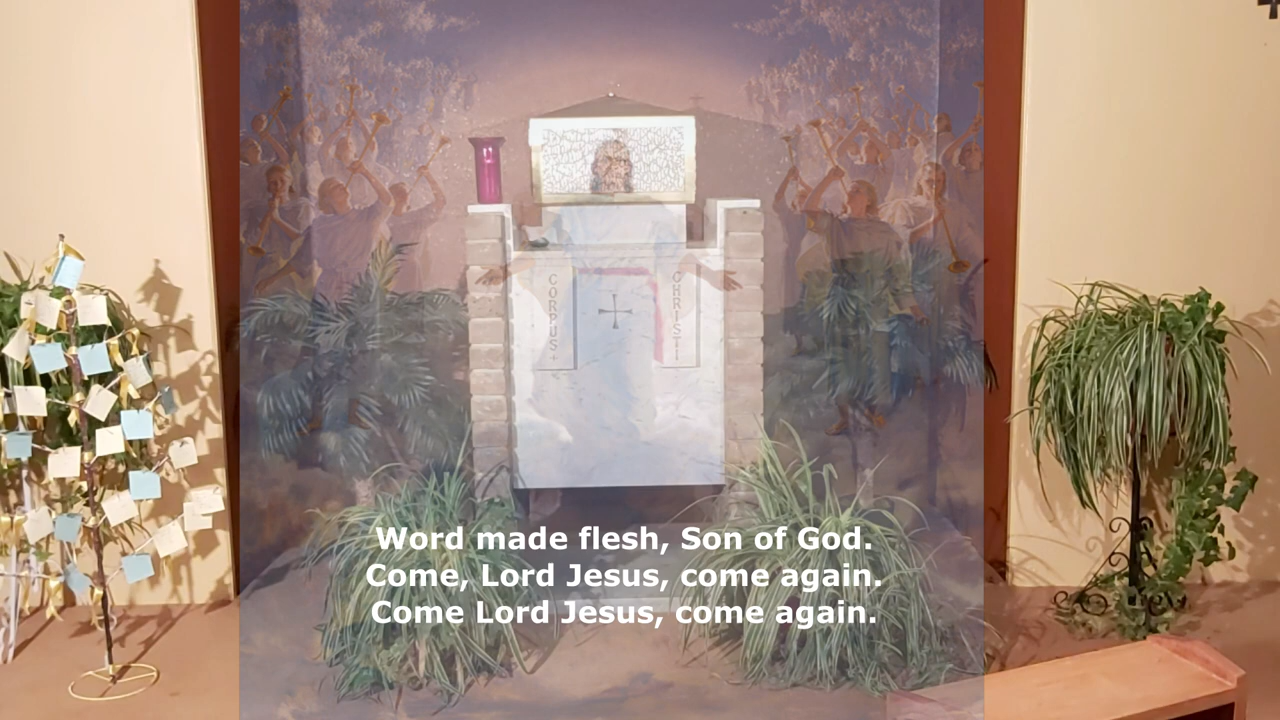 CORPUS+
CHRISTI
Word made flesh, Son of God.
Come, Lord Jesus, come again.
Come Lord Jesus, come again.